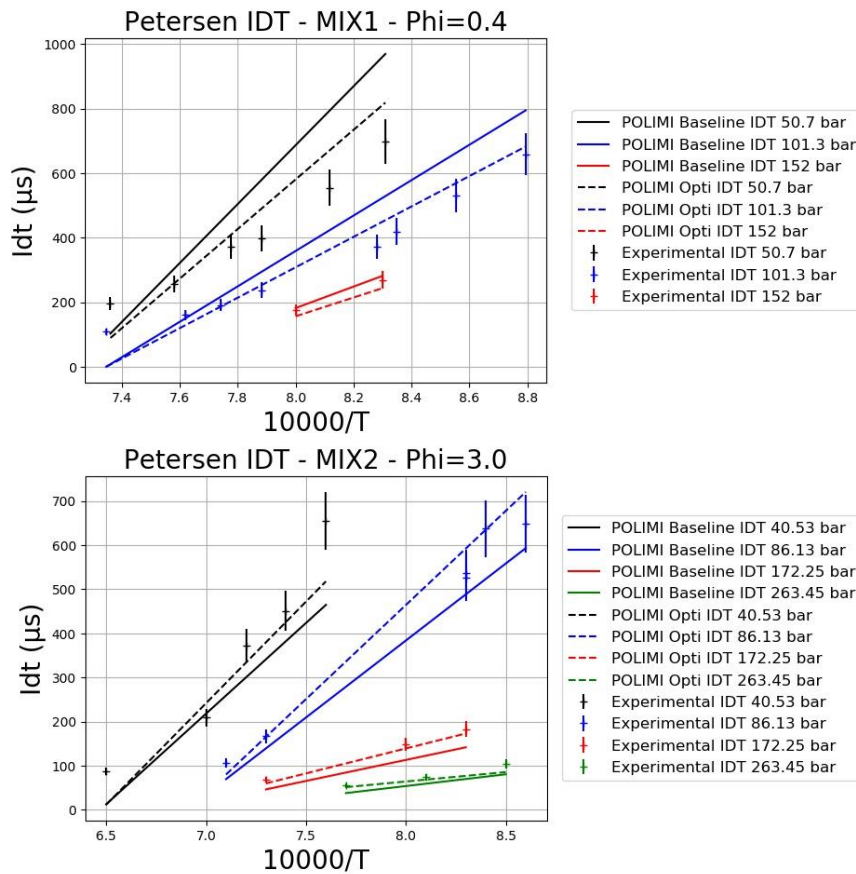 Petersen IDT - MIX1 - Phi=0.4
1000
800
600
400
200
0
Idt (µs)
7.4 7.6 7.8 8.0 8.2 8.4 8.6 8.8
10000/T
POLIMI Baseline IDT 50.7 bar
POLIMI Baseline IDT 101.3 bar
POLIMI Baseline IDT 152 bar
POLIMI Opti IDT 50.7 bar
POLIMI Opti IDT 101.3 bar
POLIMI Opti IDT 152 bar
Experimental IDT 50.7 bar
Experimental IDT 101.3 bar
Experimental IDT 152 bar
Petersen IDT - MIX2 - Phi=3.0
700
600
500
400
300
200
100
0
Idt (µs)
6.5 7.0 7.5 8.0 8.5
10000/T
POLIMI Baseline IDT 40.53 bar
POLIMI Baseline IDT 86.13 bar
POLIMI Baseline IDT 172.25 bar
POLIMI Baseline IDT 263.45 bar
POLIMI Opti IDT 40.53 bar
POLIMI Opti IDT 86.13 bar
POLIMI Opti IDT 172.25 bar
POLIMI Opti IDT 263.45 bar
Experimental IDT 40.53 bar
Experimental IDT 86.13 bar
Experimental IDT 172.25 bar
Experimental IDT 263.45 bar